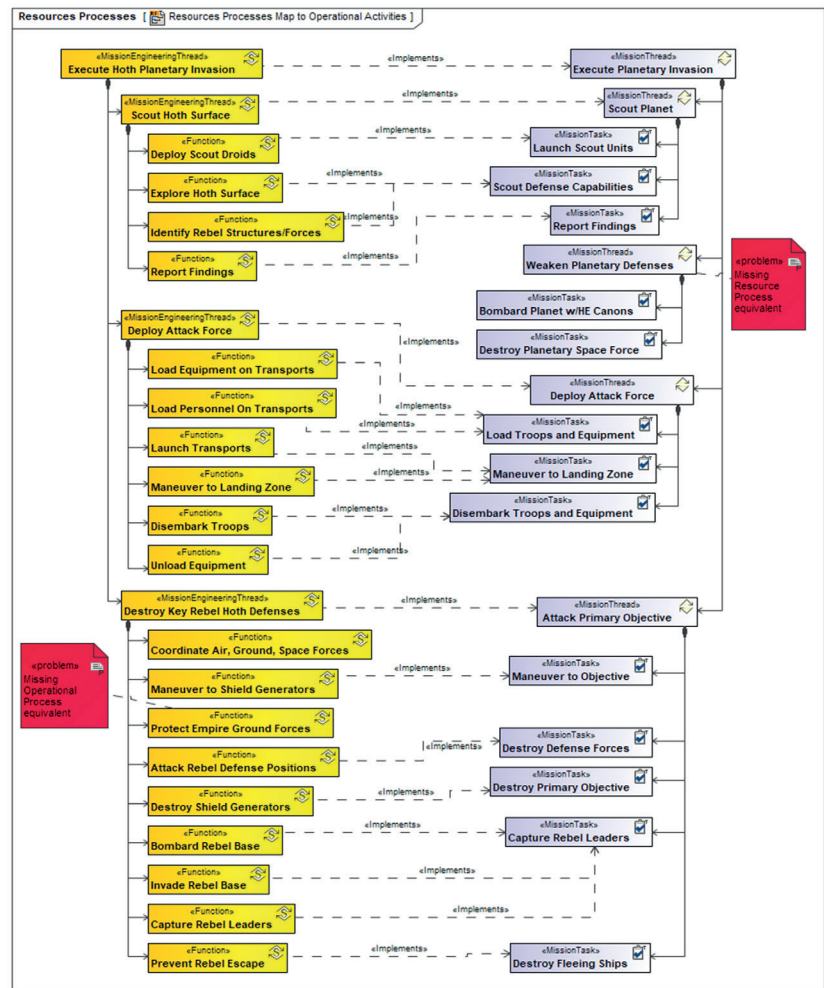 Resources Processes [ Resources Processes Map to Operational Activities ]
«MissionEngineeringThread»
Execute Hoth Planetary Invasion
«Implements»
«MissionThread»
Execute Planetary Invasion
«MissionEngineeringThread»
Scout Hoth Surface
«Implements»
«MissionThread»
Scout Planet
«Function»
Deploy Scout Droids
«Implements»
«MissionTask»
Launch Scout Units
«Function»
Explore Hoth Surface
«Implements»
«MissionTask»
Scout Defense Capabilities
«Function»
Identify Rebel Structures/Forces
«Implements»
«MissionTask»
Report Findings
«Function»
Report Findings
«Implements»
«MissionThread»
Weaken Planetary Defenses
«problem»
Missing
Resource
Process
equivalent
«MissionTask»
Bombard Planet w/HE Canons
«MissionEngineeringThread»
Deploy Attack Force
«Implements»
«MissionTask»
Destroy Planetary Space Force
«Function»
Load Equipment on Transports
«Implements»
«MissionThread»
Deploy Attack Force
«Function»
Load Personnel On Transports
«Implements»
«MissionTask»
Load Troops and Equipment
«Function»
Launch Transports
«Implements»
«MissionTask»
Maneuver to Landing Zone
«Function»
Maneuver to Landing Zone
«Implements»
«MissionTask»
Disembark Troops and Equipment
«Function»
Disembark Troops
«Implements»
«Function»
Unload Equipment
«Implements»
«MissionEngineeringThread»
Destroy Key Rebel Hoth Defenses
«Implements»
«MissionThread»
Attack Primary Objective
«Function»
Coordinate Air, Ground, Space Forces
«problem»
Missing
Operational
Process
equivalent
«Function»
Maneuver to Shield Generators
«Implements»
«MissionTask»
Maneuver to Objective
«Function»
Protect Empire Ground Forces
«Function»
Attack Rebel Defense Positions
«Implements»
«MissionTask»
Destroy Defense Forces
«Function»
Destroy Shield Generators
«Implements»
«MissionTask»
Destroy Primary Objective
«Function»
Bombard Rebel Base
«Implements»
«MissionTask»
Capture Rebel Leaders
«Function»
Invade Rebel Base
«Implements»
«Function»
Capture Rebel Leaders
«Implements»
«Function»
Prevent Rebel Escape
«Implements»
«MissionTask»
Destroy Fleeing Ships